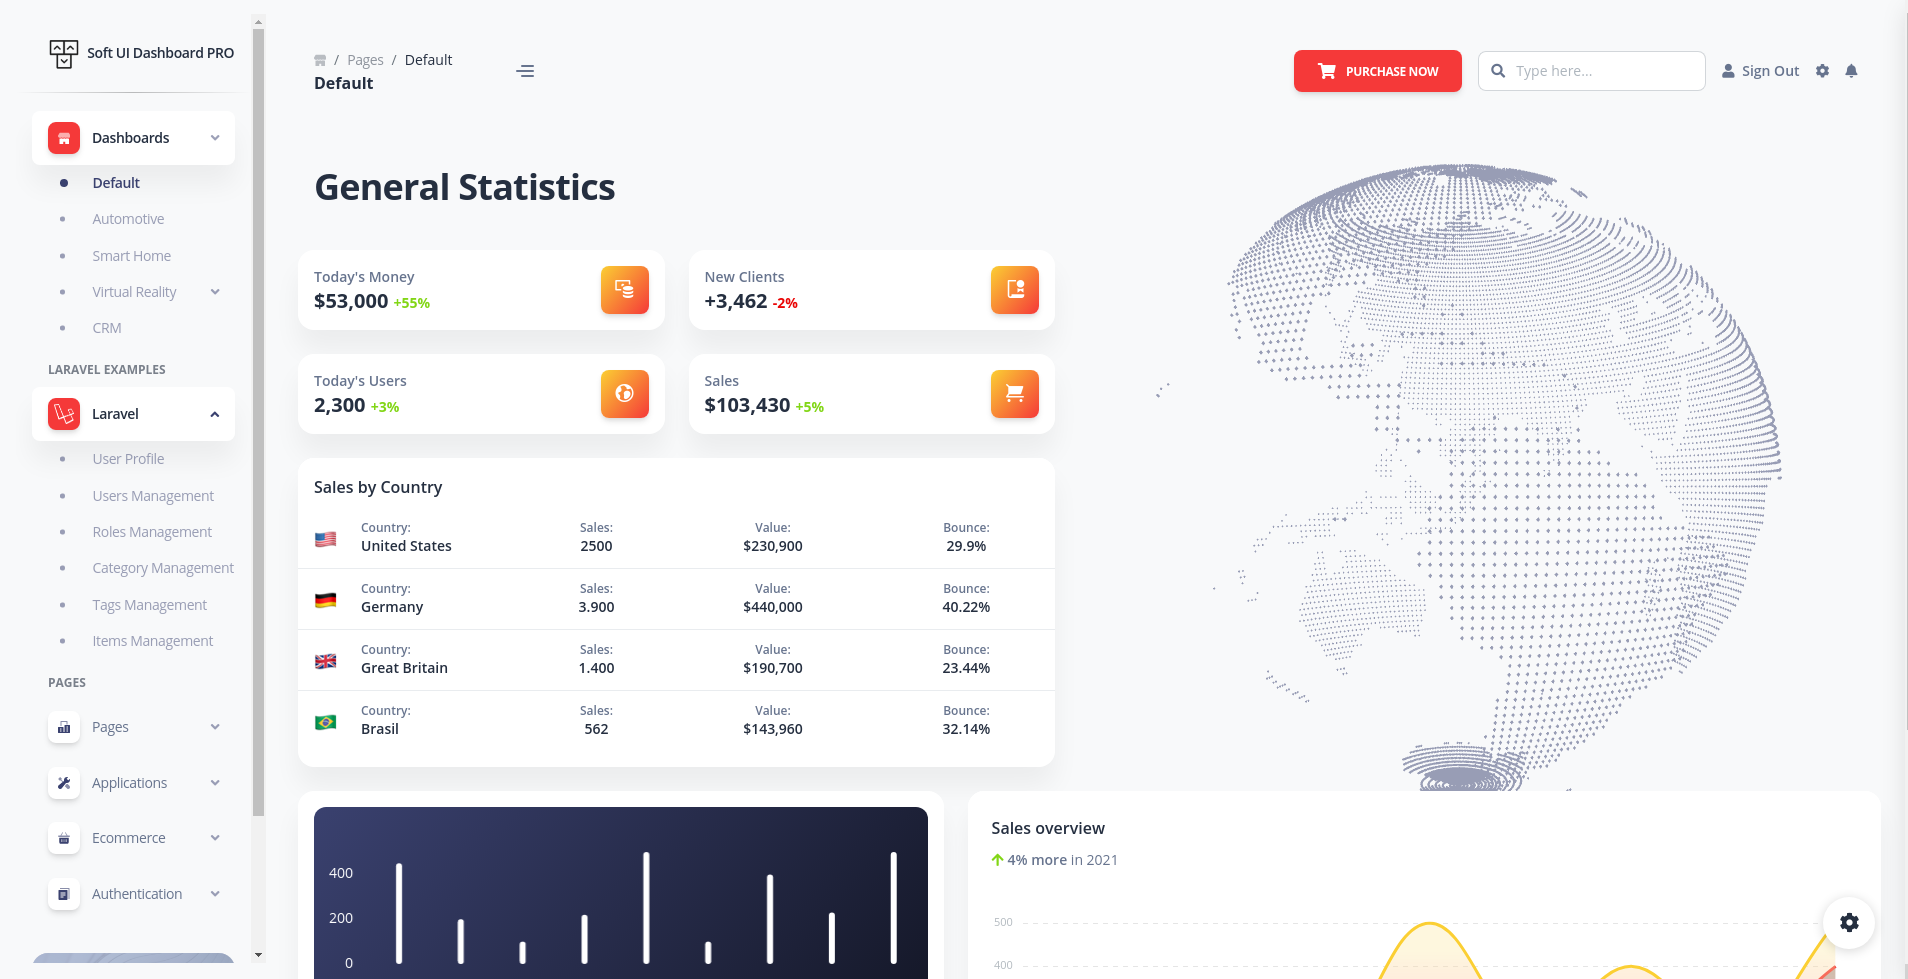 Soft UI Dashboard PRO
Dashboards
Default
Automotive
Smart Home
Virtual Reality
CRM
LARAVEL EXAMPLES
Laravel
User Profile
Users Management
Roles Management
Category Management
Tags Management
Items Management
PAGES
Pages
Applications
Ecommerce
Authentication
/ Pages / Default
Default
PURCHASE NOW
Type here...
Sign Out
General Statistics
Today's Money
$53,000 +55%
New Clients
+3,462 -2%
Today's Users
2,300 +3%
Sales
$103,430 +5%
Sales by Country
Country: Sales: Value: Bounce:
United States 2500 $230,900 29.9%
Country: Sales: Value: Bounce:
Germany 3.900 $440,000 40.22%
Country: Sales: Value: Bounce:
Great Britain 1.400 $190,700 23.44%
Country: Sales: Value: Bounce:
Brasil 562 $143,960 32.14%
400
200
0
Sales overview
4% more in 2021
500
400